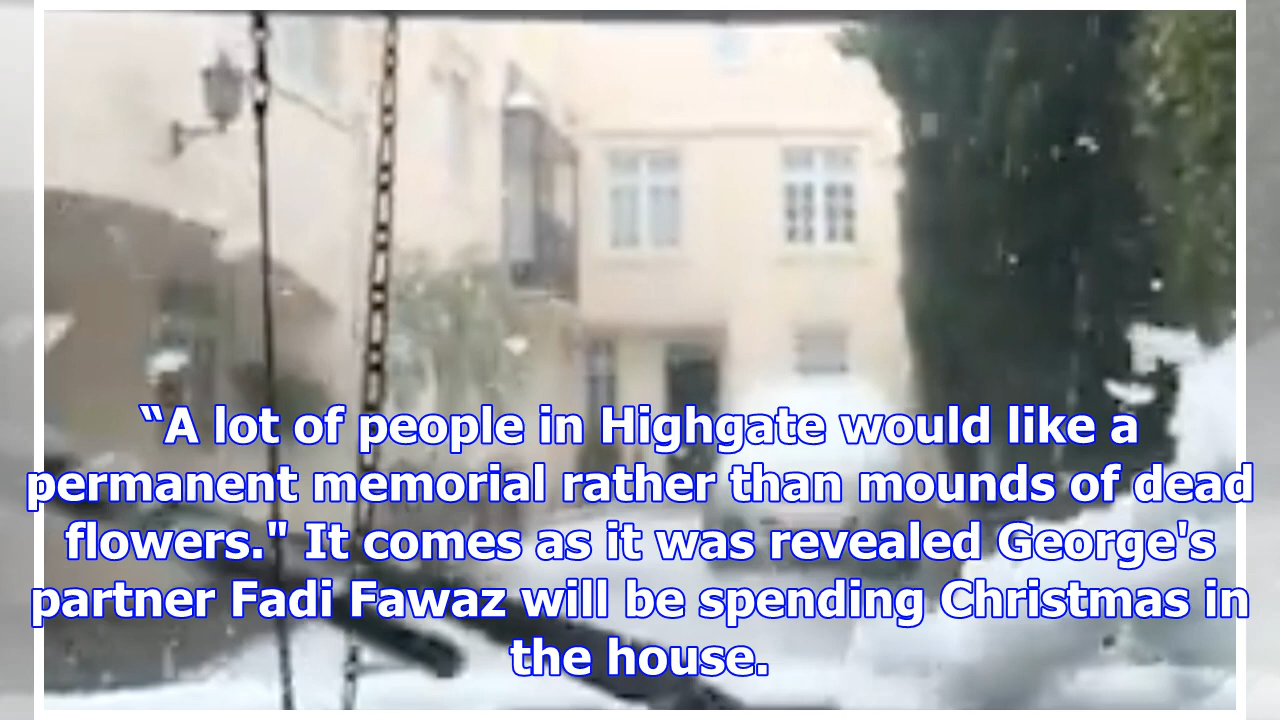 “A lot of people in Highgate would like a
permanent memorial rather than mounds of dead
flowers." It comes as it was revealed George's
partner Fadi Fawaz will be spending Christmas in
the house.